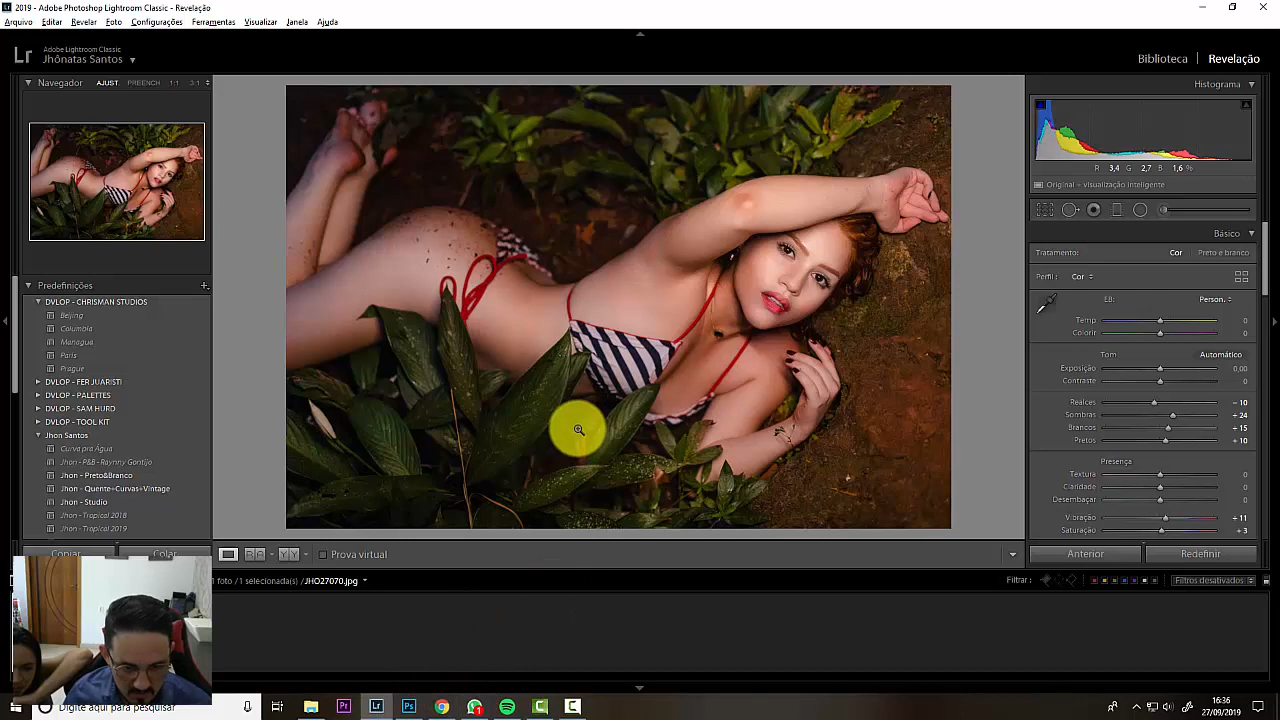 2019 - Adobe Photoshop Lightroom Classic - Revelação
Arquivo Editar Revelar Foto Configurações Ferramentas Visualizar Janela Ajuda
Lr Adobe Lightroom Classic
Jhônatas Santos
Biblioteca Revelação
Navegador AJUST. PREENCH 1:1 3:1
Histograma
R 3,4 G 2,7 B 1,6 %
Original + visualização inteligente
Básico
Tratamento: Cor Preto e branco
Perfil: Cor
EB: Person.
Temp 0
Colorir 0
Tom Automático
Exposição 0,00
Contraste 0
Realces - 10
Sombras + 24
Brancos + 15
Pretos + 10
Presença
Textura 0
Claridade 0
Desembaçar 0
Vibração + 11
Saturação + 3
Anterior Redefinir
Predefinições
DVLOP - CHRISMAN STUDIOS
Beijing
Columbia
Managua
Paris
Prague
DVLOP - FER JUARISTI
DVLOP - PALETTES
DVLOP - SAM HURD
DVLOP - TOOL KIT
Jhon Santos
Curva pra Água
Jhon - P&B - Raynny Gontijo
Jhon - Preto&Branco
Jhon - Quente+Curvas+Vintage
Jhon - Studio
Jhon - Tropical 2018
Jhon - Tropical 2019
Copiar... Colar
Prova virtual
1 foto /1 selecionada(s) /JHO27070.jpg
Filtrar : Filtros desativados
Digite aqui para pesquisar
Pr Lr Ps 1
16:36
27/09/2019